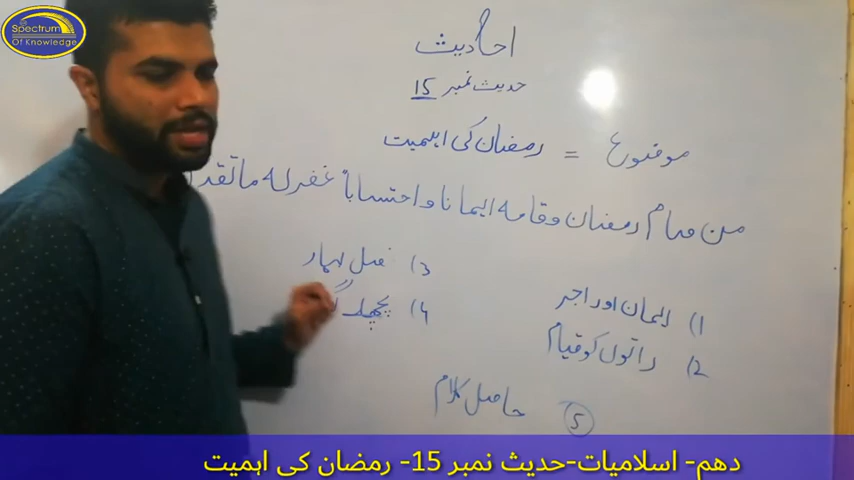 The
Spectrum
Of Knowledge
احادیث
حدیث نمبر 15
موضوع = رمضان کی اہمیت
من صام رمضان وقامہ ایمانا واحتساباً غفرلہ ماتقد
1) ایمان اور اجر
2) راتوں کو قیام
3) فصل بہار
4) پچھلے
5 حاصل کلام
دھم- اسلامیات-حدیث نمبر 15- رمضان کی اہمیت